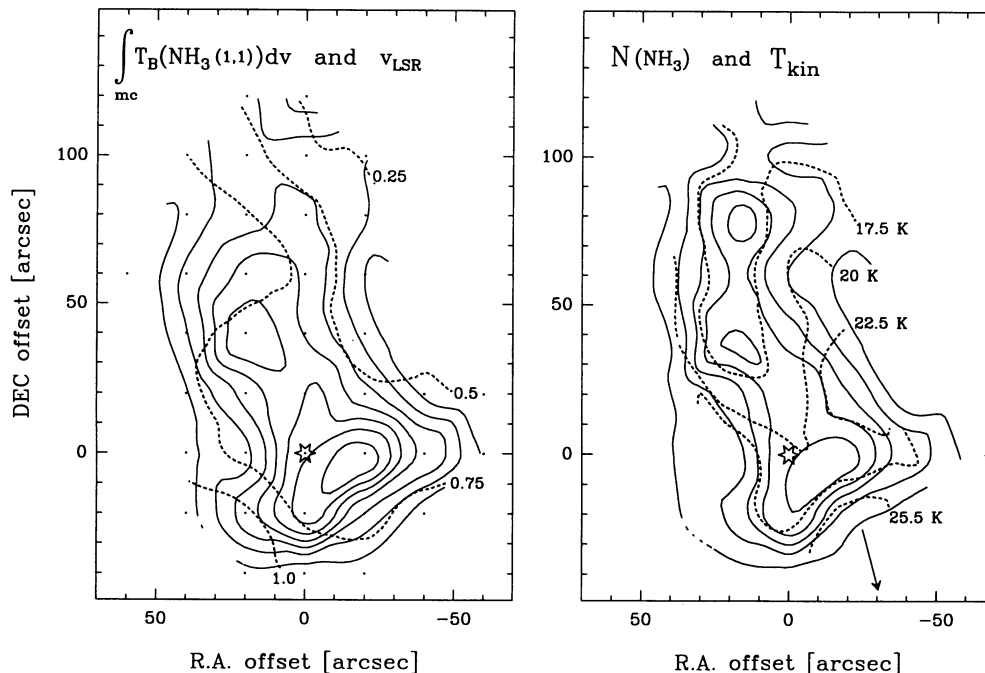 ∫mc T_B(NH₃(1,1))dv and v_LSR
0.25
0.5
0.75
1.0
100
50
0
DEC offset [arcsec]
50
0
−50
R.A. offset [arcsec]
N(NH₃) and T_kin
17.5 K
20 K
22.5 K
25.5 K
100
50
0
50
0
−50
R.A. offset [arcsec]